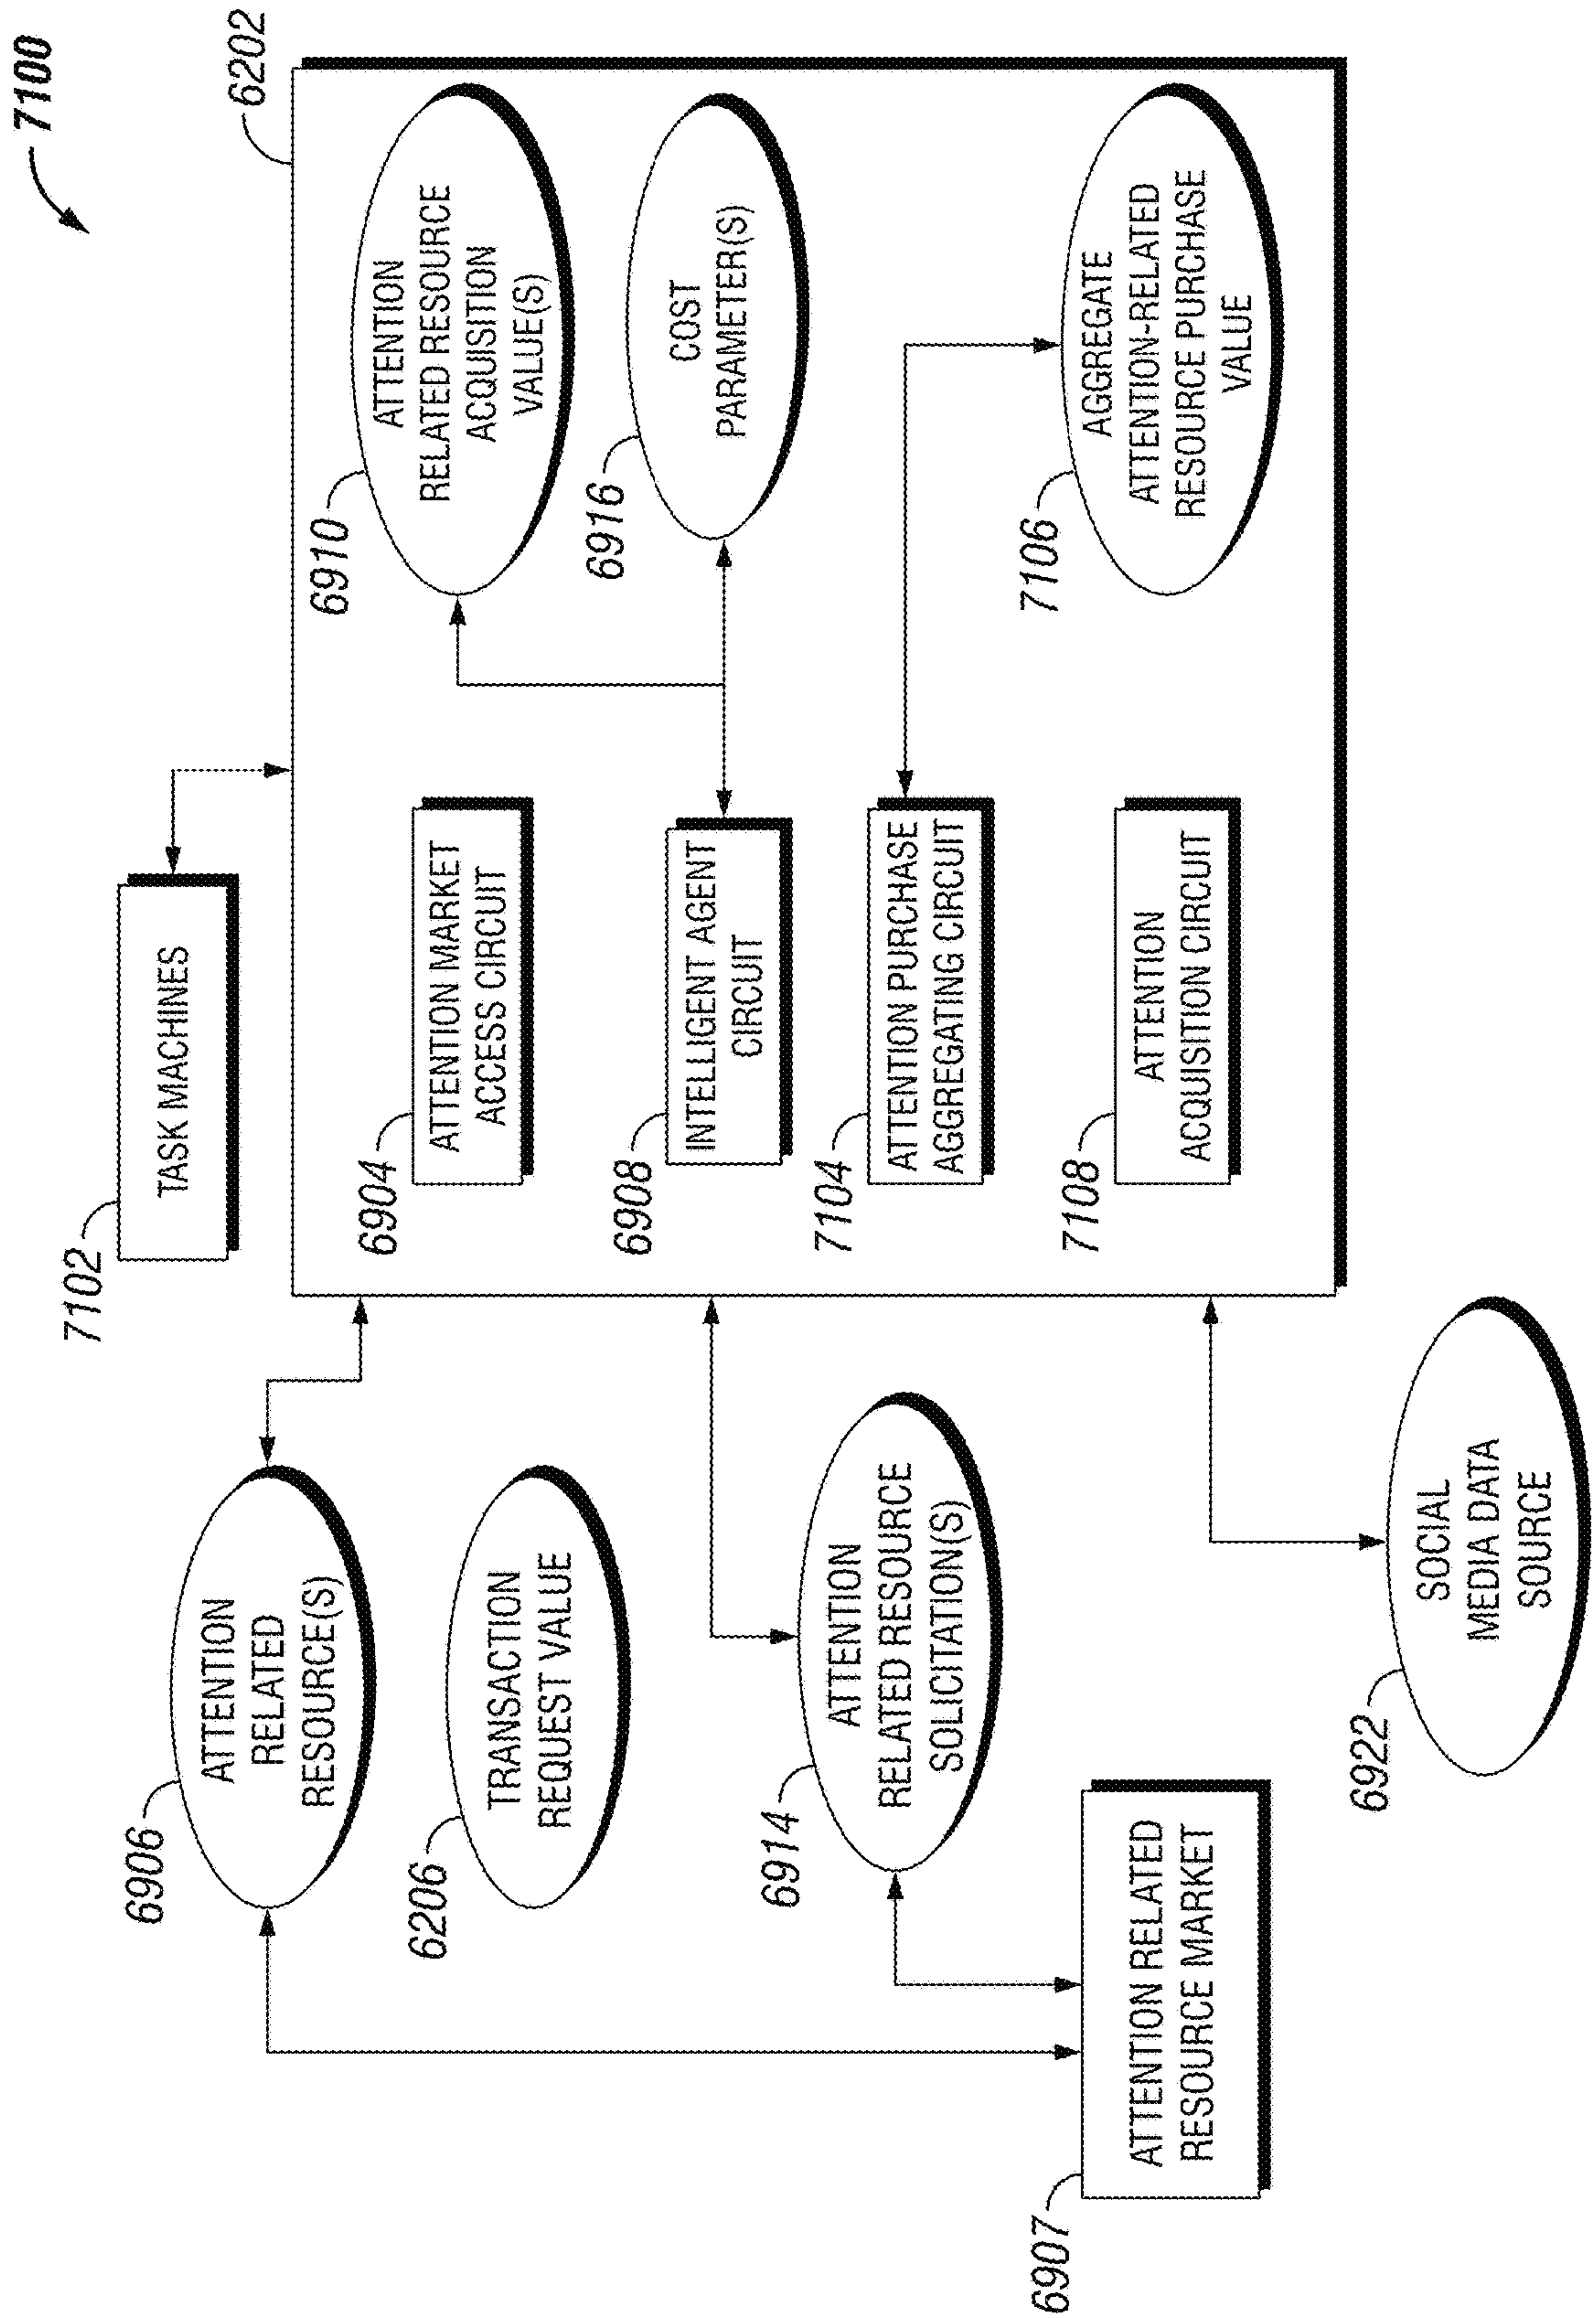 7100
7102
TASK MACHINES
6202
6906
ATTENTION
RELATED
RESOURCE(S)
6206
TRANSACTION
REQUEST VALUE
6914
ATTENTION
RELATED RESOURCE
SOLICITATION(S)
6907
ATTENTION RELATED
RESOURCE MARKET
6922
SOCIAL
MEDIA DATA
SOURCE
6904
ATTENTION MARKET
ACCESS CIRCUIT
6908
INTELLIGENT AGENT
CIRCUIT
7104
ATTENTION PURCHASE
AGGREGATING CIRCUIT
7108
ATTENTION
ACQUISITION CIRCUIT
6910
ATTENTION
RELATED RESOURCE
ACQUISITION
VALUE(S)
6916
COST
PARAMETER(S)
7106
AGGREGATE
ATTENTION-RELATED
RESOURCE PURCHASE
VALUE